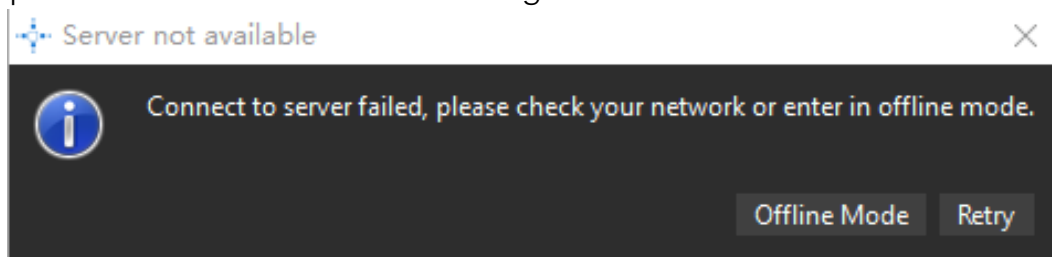 Server not available
Connect to server failed, please check your network or enter in offline mode.
Offline Mode Retry